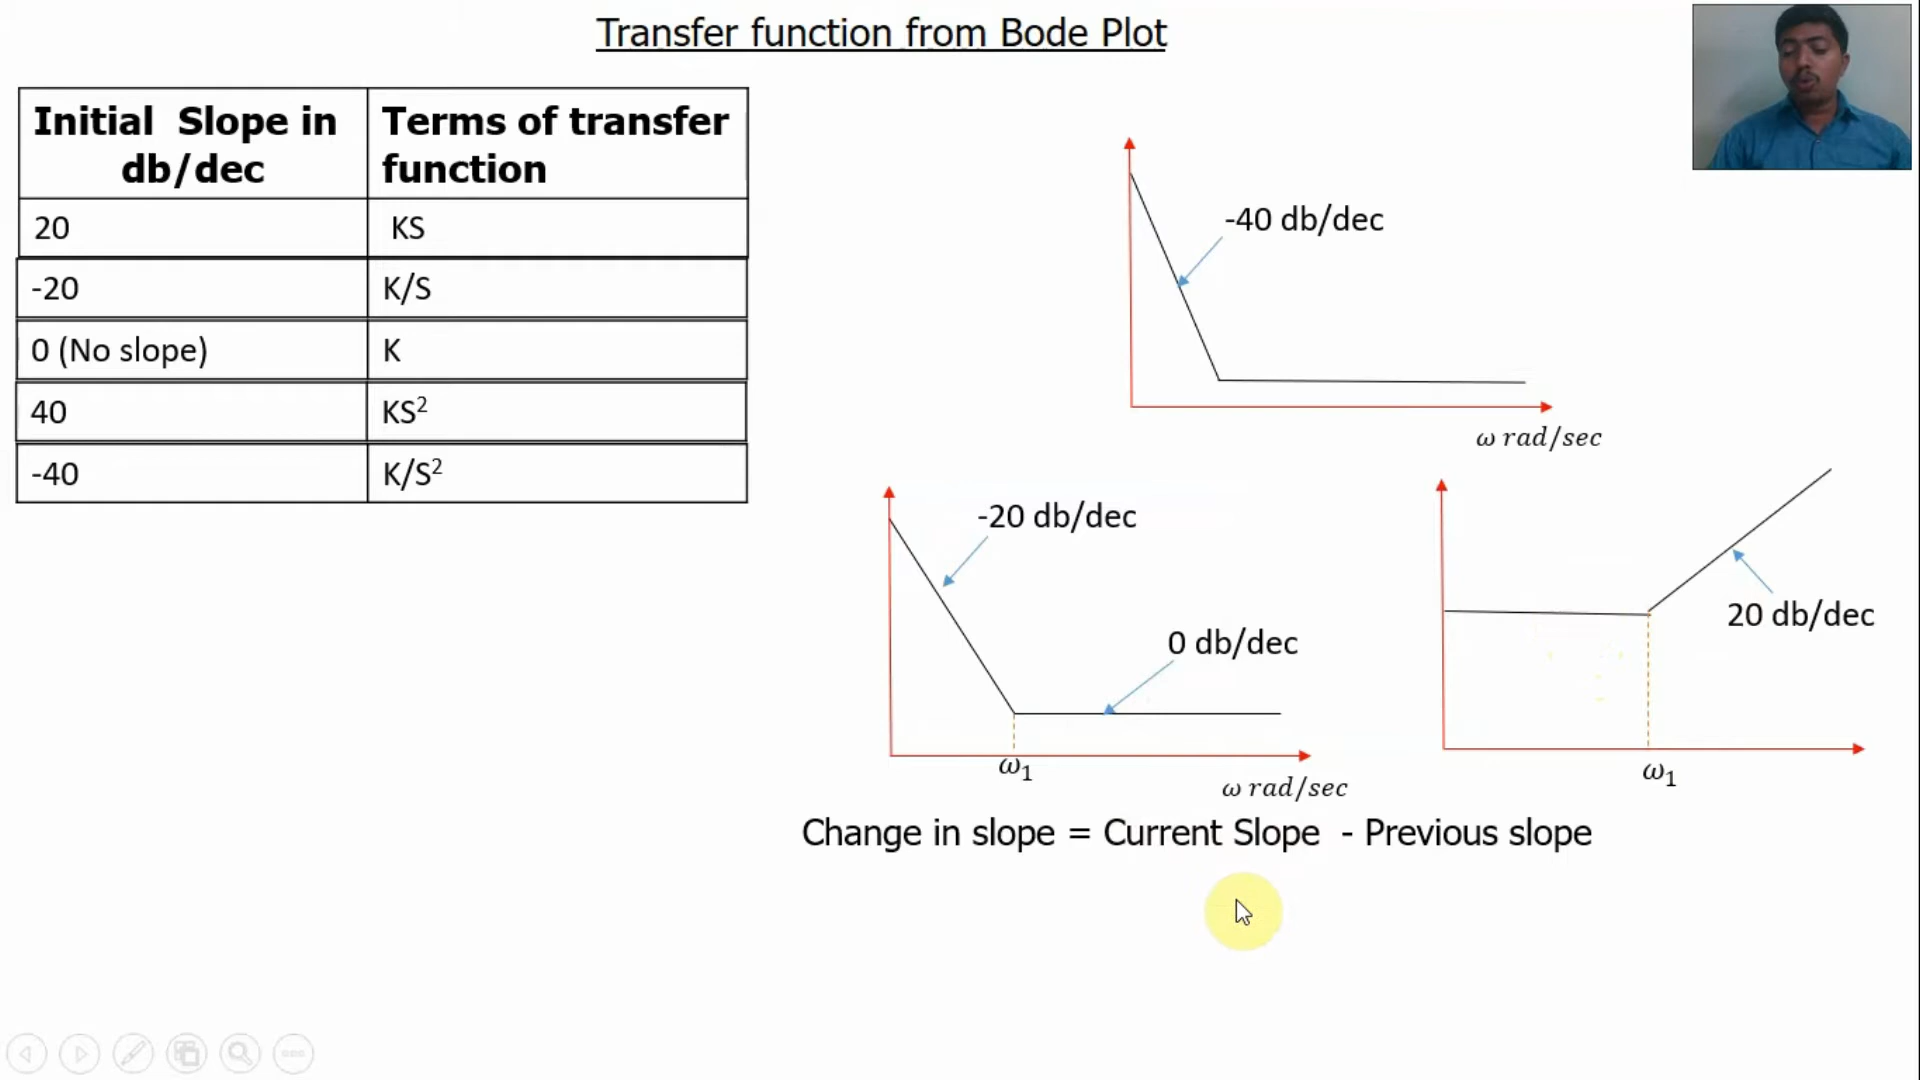 Transfer function from Bode Plot
Initial Slope in
db/dec
Terms of transfer
function
20
KS
-20
K/S
0 (No slope)
K
40
KS²
-40
K/S²
-40 db/dec
ω rad/sec
-20 db/dec
0 db/dec
ω₁
ω rad/sec
20 db/dec
ω₁
Change in slope = Current Slope - Previous slope